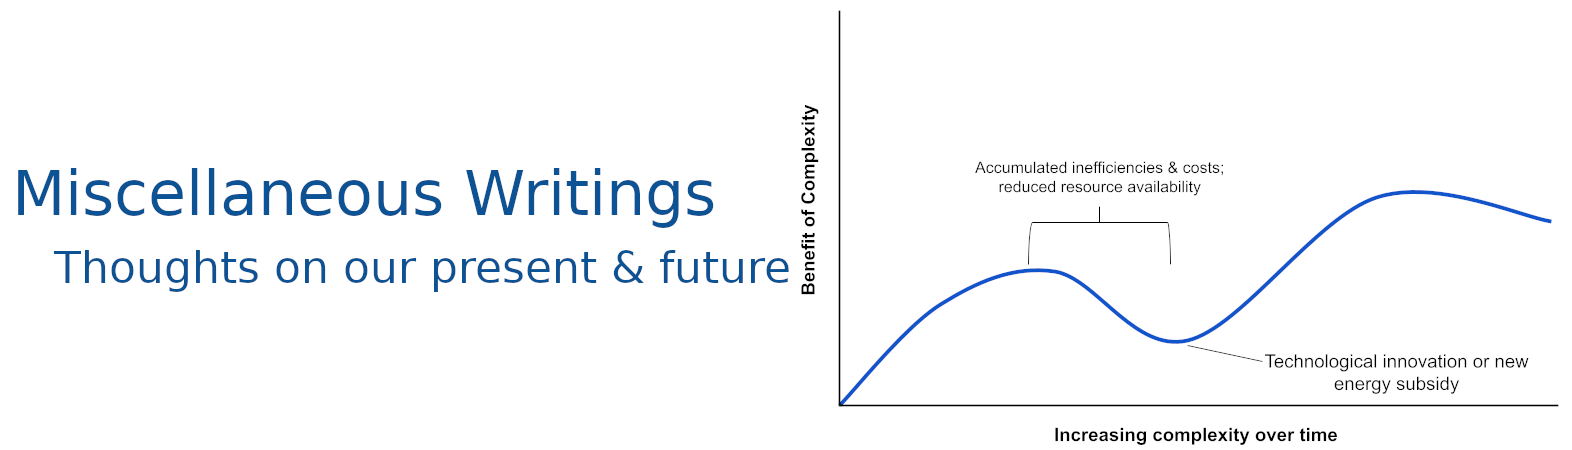 Miscellaneous Writings
Thoughts on our present & future
Benefit of Complexity
Accumulated inefficiencies & costs;
reduced resource availability
Technological innovation or new
energy subsidy
Increasing complexity over time